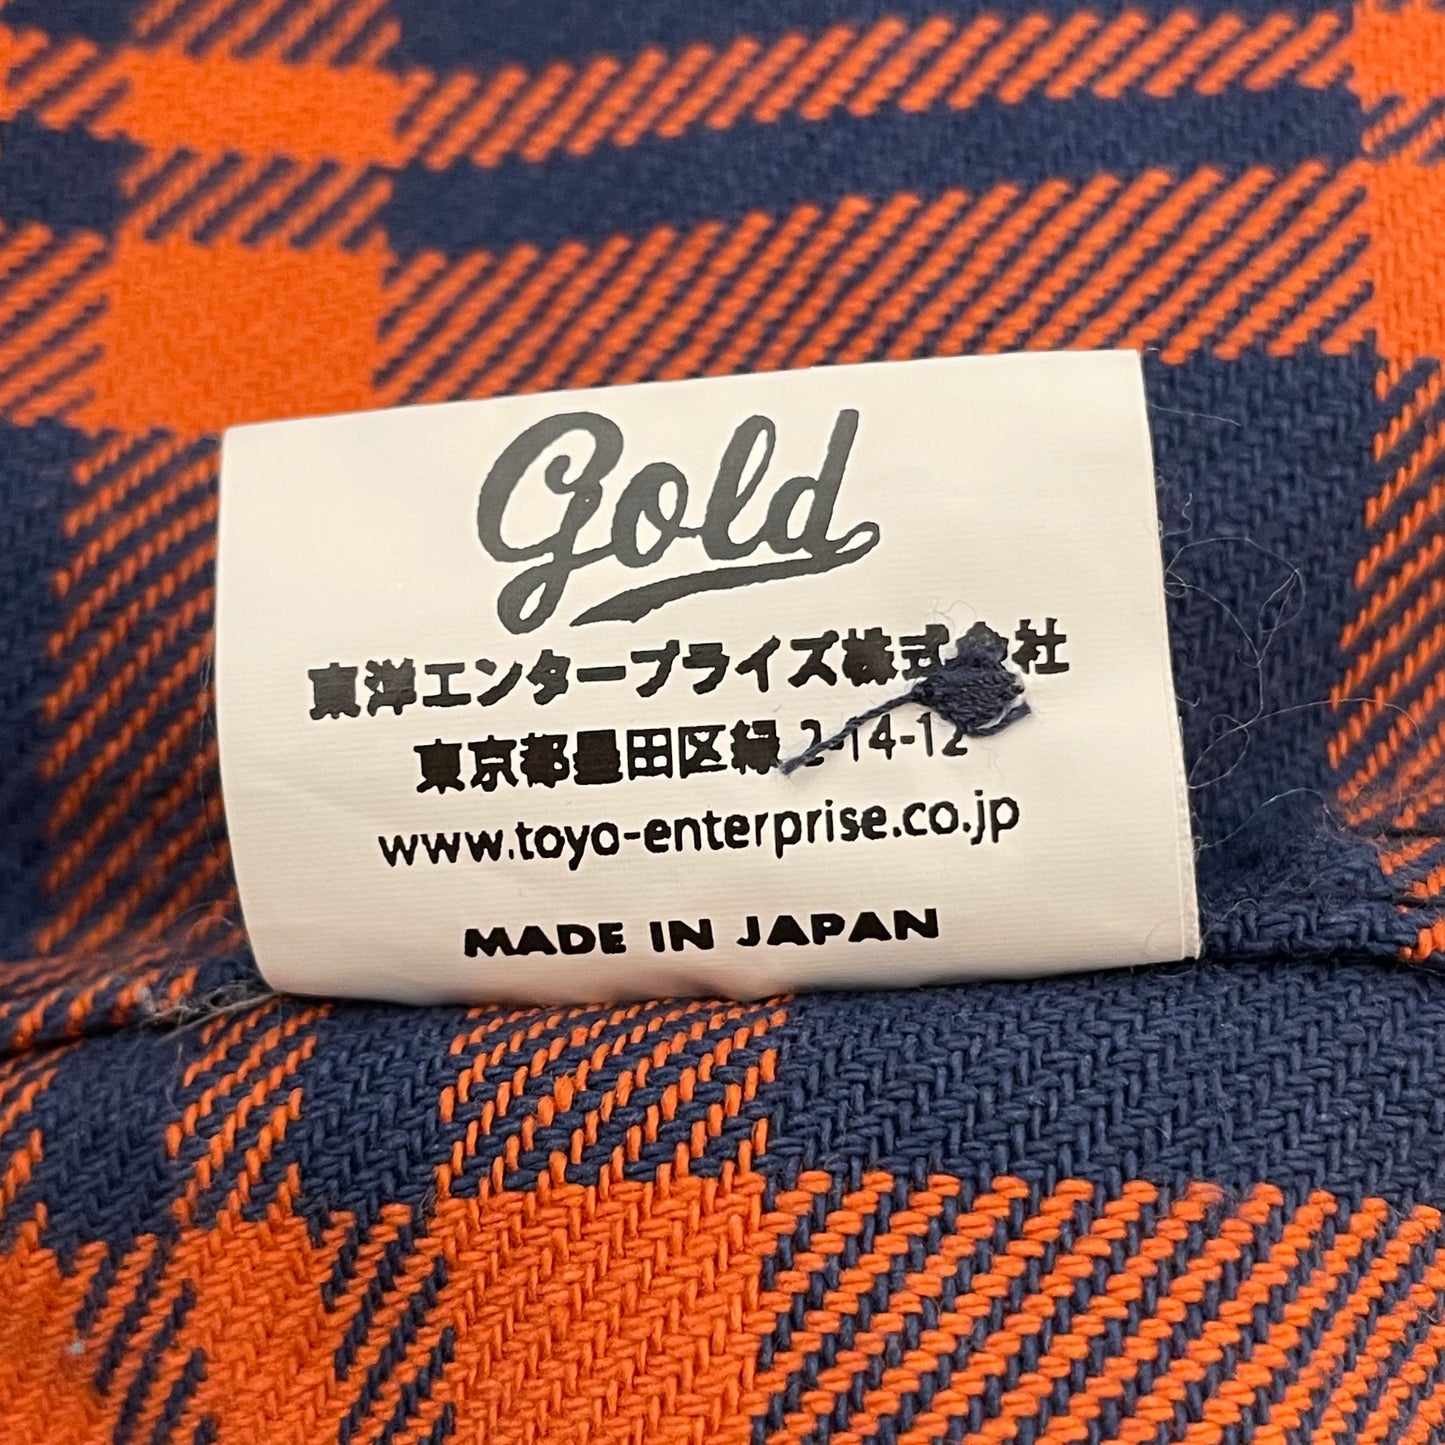 Gold
東洋エンタープライズ株式会社
東京都墨田区緑 2-14-12
www.toyo-enterprise.co.jp
MADE IN JAPAN